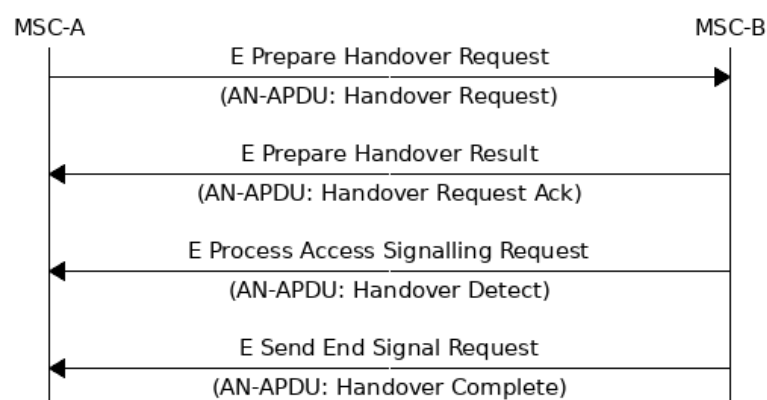 MSC-A MSC-B
E Prepare Handover Request
(AN-APDU: Handover Request)
E Prepare Handover Result
(AN-APDU: Handover Request Ack)
E Process Access Signalling Request
(AN-APDU: Handover Detect)
E Send End Signal Request
(AN-APDU: Handover Complete)